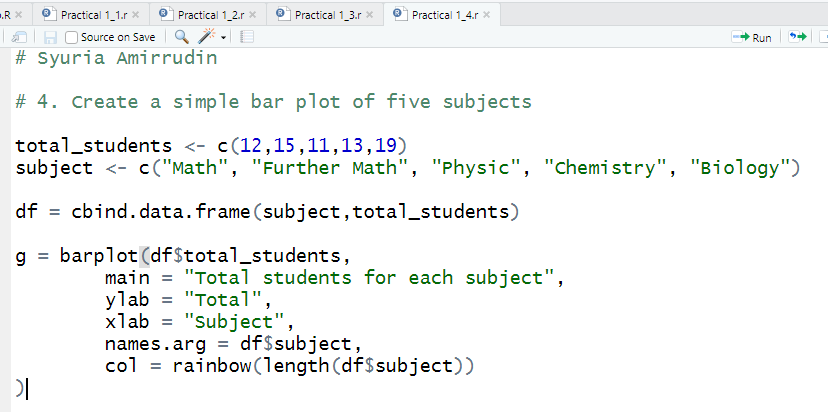 .R × Practical 1_1.r × Practical 1_2.r × Practical 1_3.r × Practical 1_4.r ×
Source on Save Run
# Syuria Amirrudin
# 4. Create a simple bar plot of five subjects
total_students <- c(12,15,11,13,19)
subject <- c("Math", "Further Math", "Physic", "Chemistry", "Biology")
df = cbind.data.frame(subject,total_students)
g = barplot(df$total_students,
main = "Total students for each subject",
ylab = "Total",
xlab = "Subject",
names.arg = df$subject,
col = rainbow(length(df$subject))
)